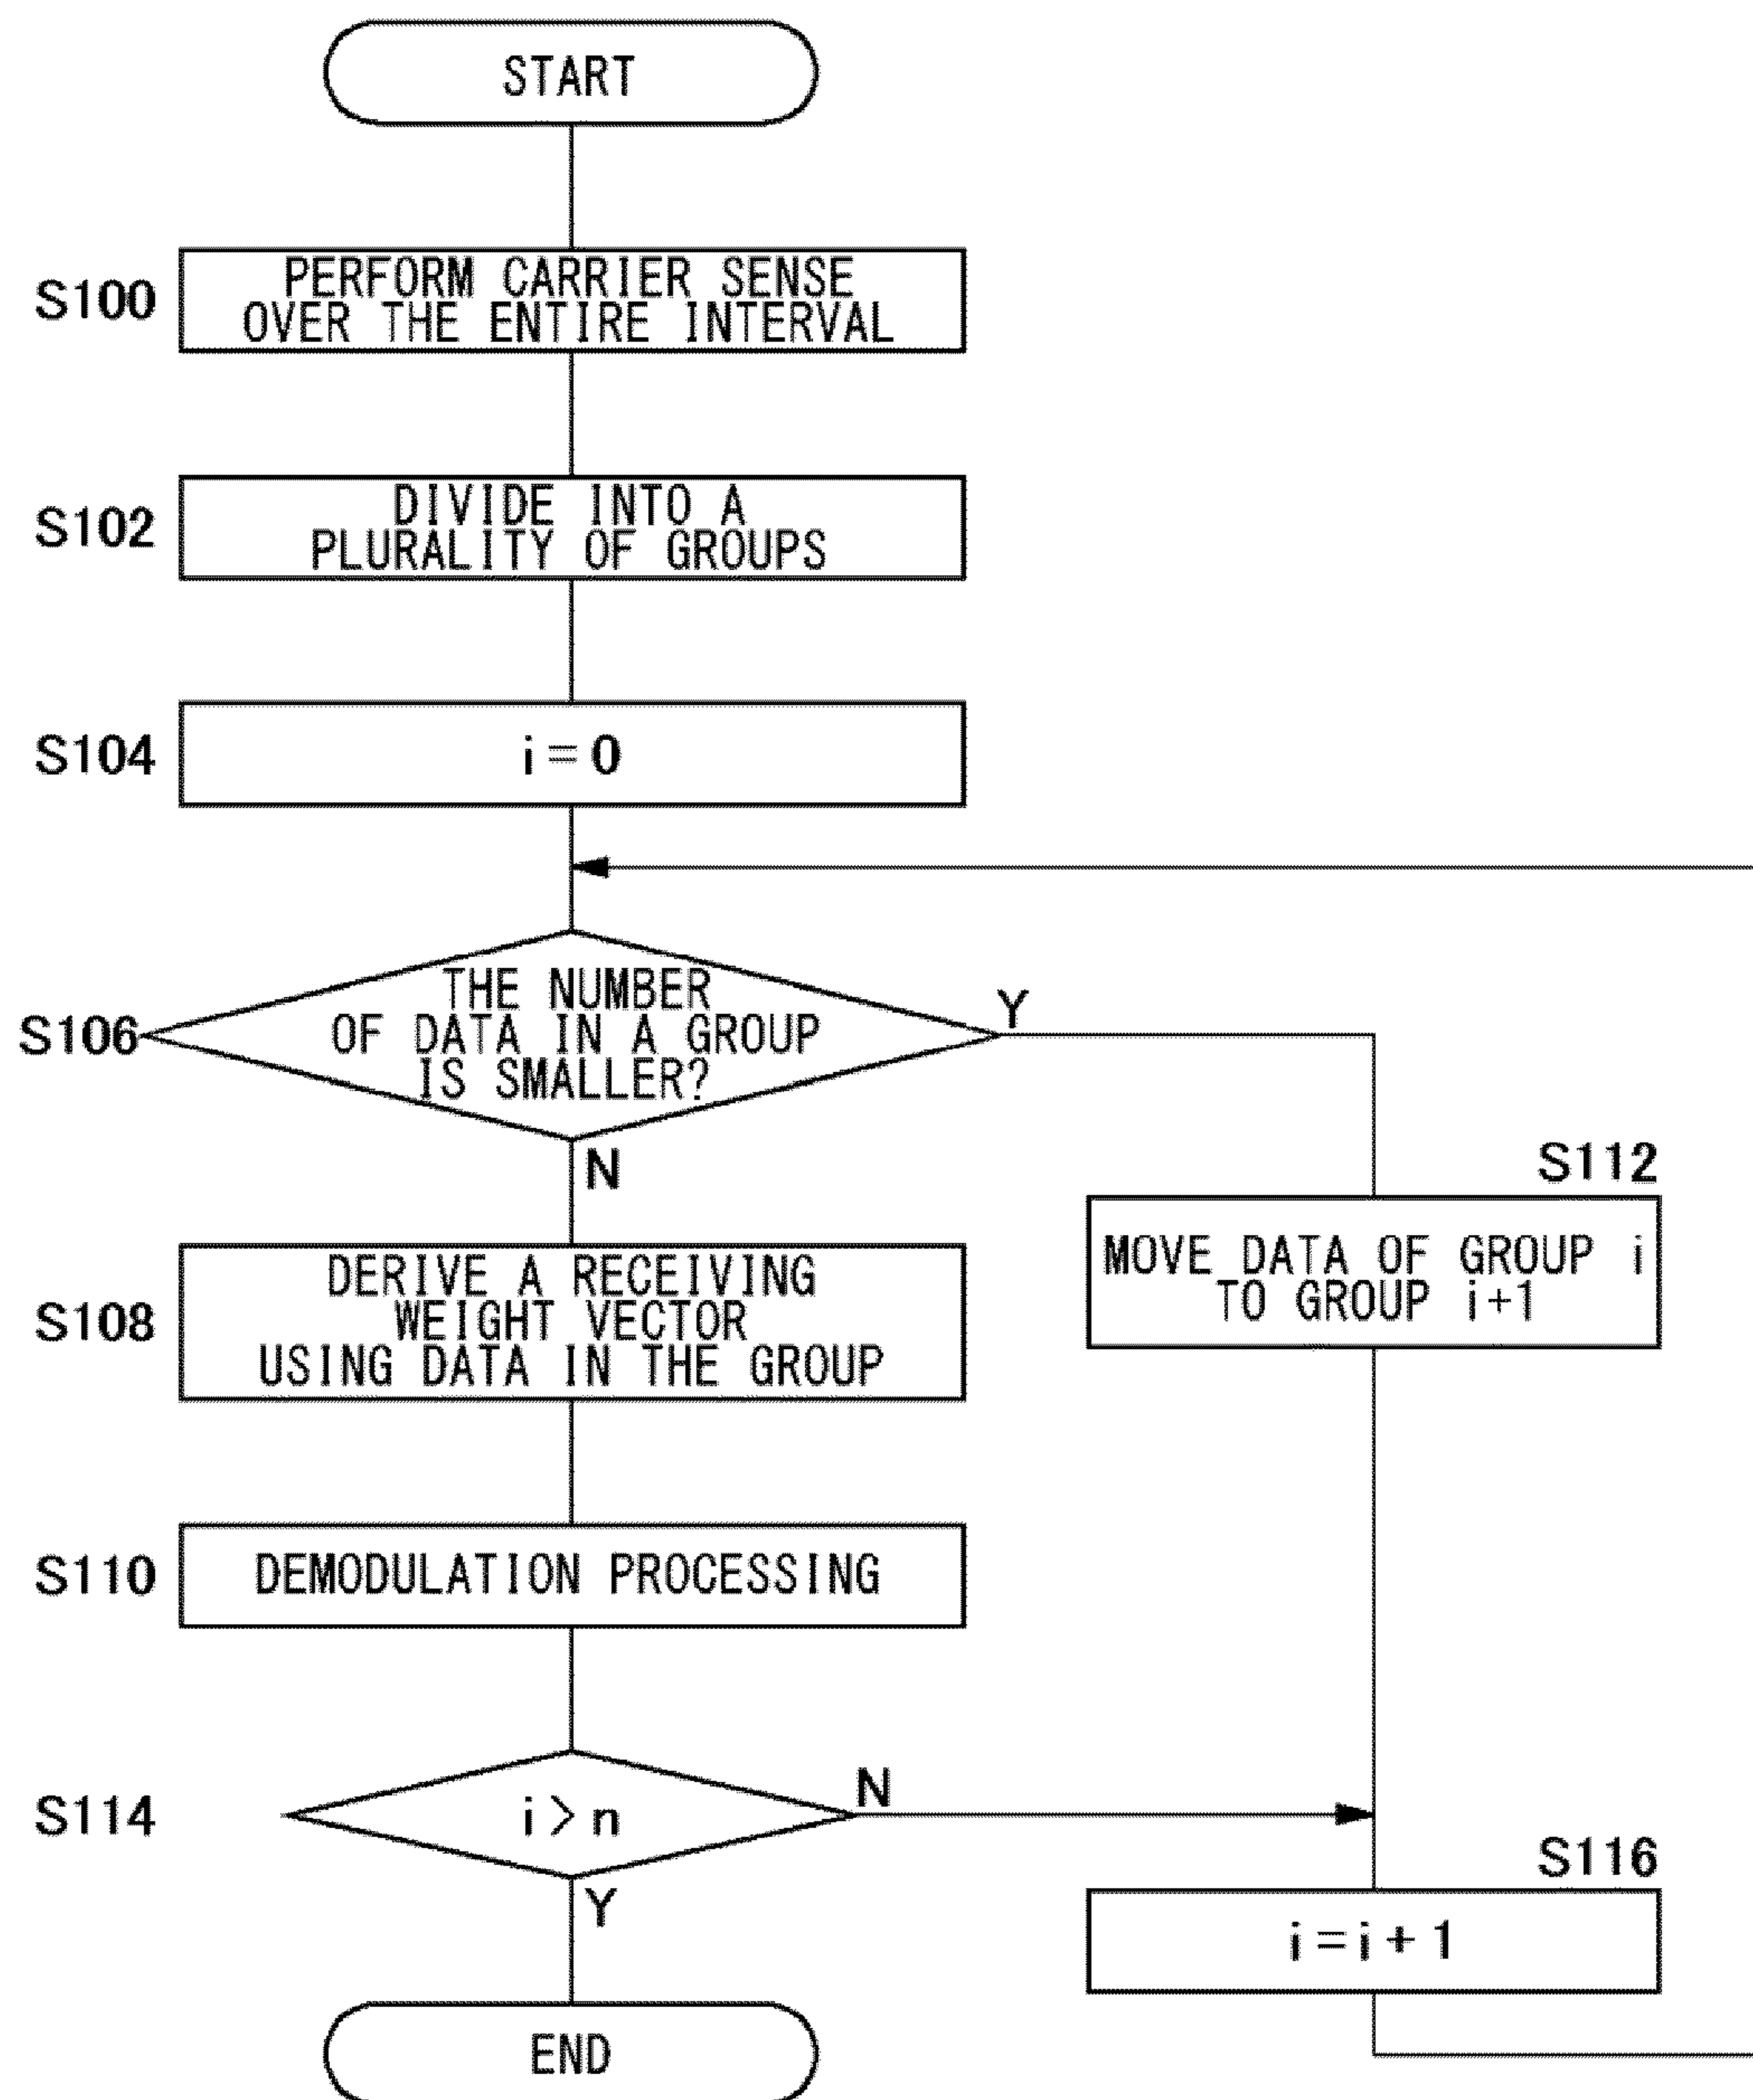 START
S100
PERFORM CARRIER SENSE
OVER THE ENTIRE INTERVAL
S102
DIVIDE INTO A
PLURALITY OF GROUPS
S104
i=0
S106
THE NUMBER
OF DATA IN A GROUP
IS SMALLER?
Y
N
S112
MOVE DATA OF GROUP i
TO GROUP i+1
S108
DERIVE A RECEIVING
WEIGHT VECTOR
USING DATA IN THE GROUP
S110
DEMODULATION PROCESSING
S114
i>n
N
Y
S116
i=i+1
END